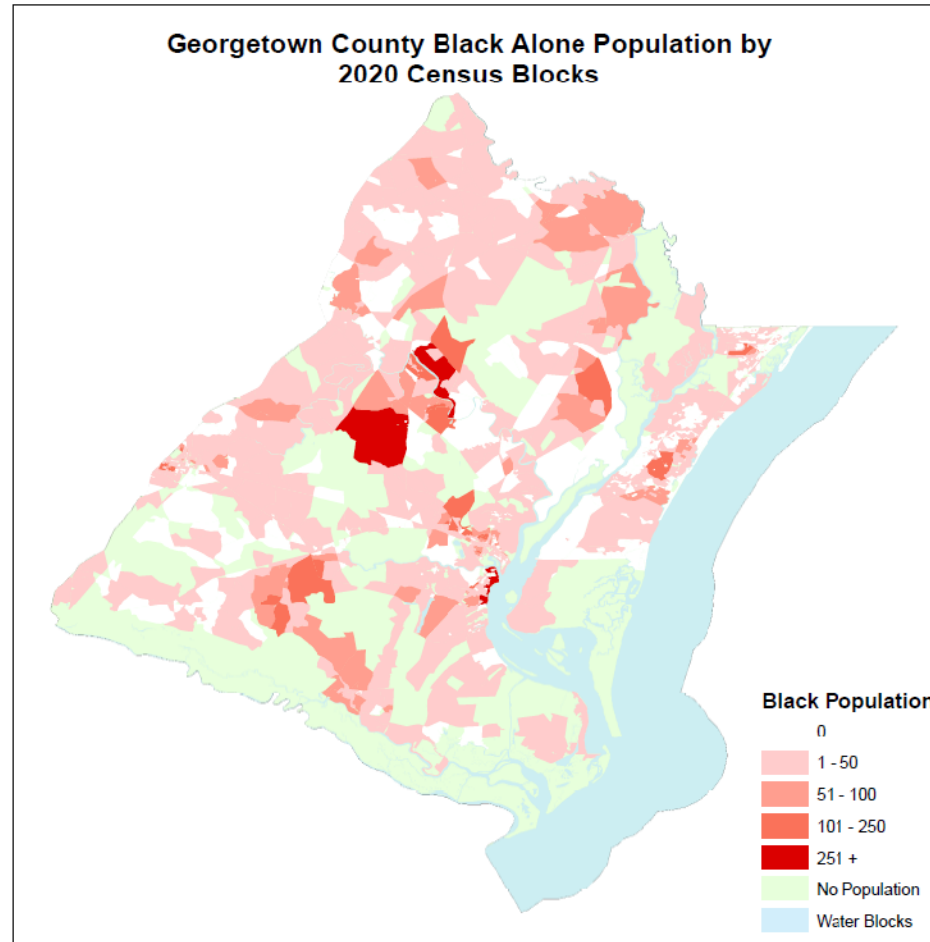 Georgetown County Black Alone Population by
2020 Census Blocks
Black Population
0
1 - 50
51 - 100
101 - 250
251 +
No Population
Water Blocks